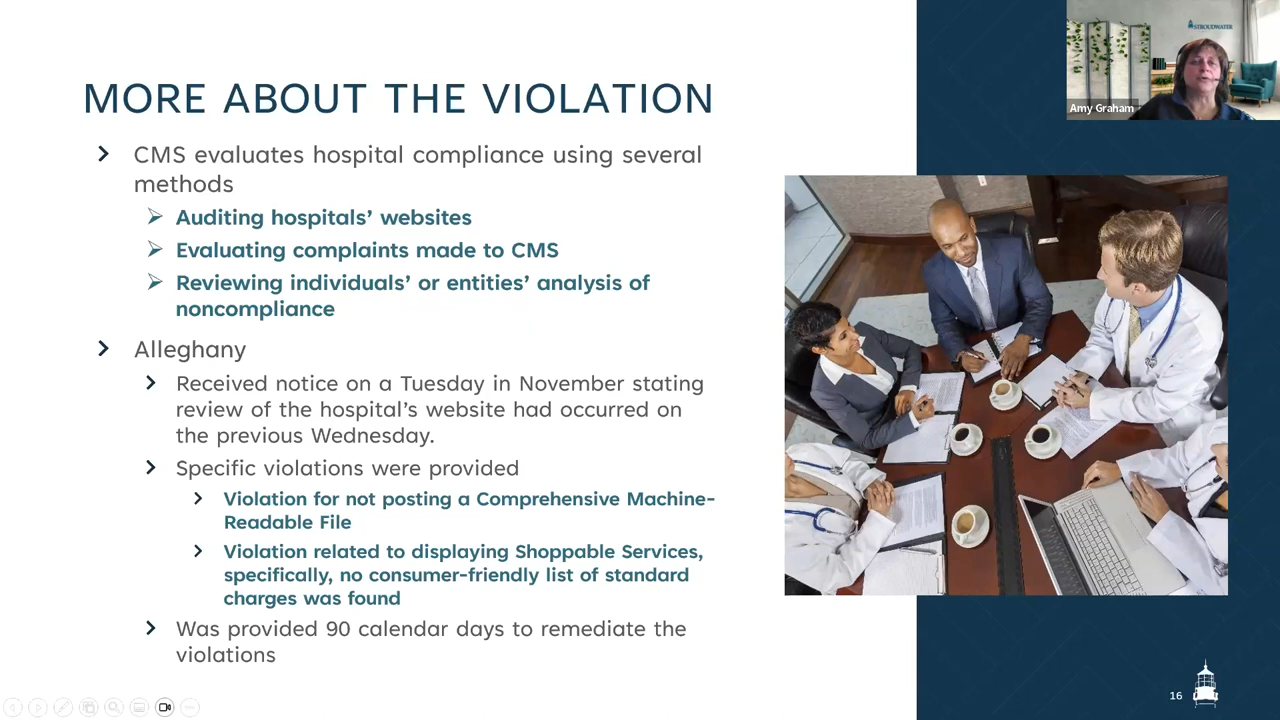 STROUDWATER
Amy Graham
MORE ABOUT THE VIOLATION
CMS evaluates hospital compliance using several
methods
Auditing hospitals’ websites
Evaluating complaints made to CMS
Reviewing individuals’ or entities’ analysis of
noncompliance
Alleghany
Received notice on a Tuesday in November stating
review of the hospital’s website had occurred on
the previous Wednesday.
Specific violations were provided
Violation for not posting a Comprehensive Machine-
Readable File
Violation related to displaying Shoppable Services,
specifically, no consumer-friendly list of standard
charges was found
Was provided 90 calendar days to remediate the
violations
16